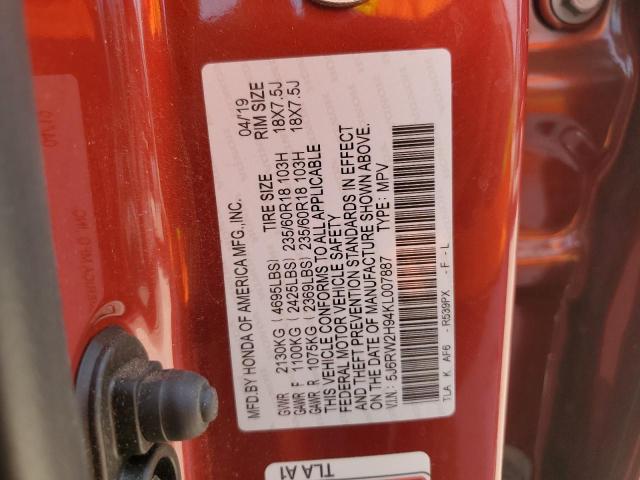 MFD.BY HONDA OF AMERICA MFG., INC. 04/19
TIRE SIZE RIM SIZE
GVWR 2130KG ( 4695LBS)
GAWR F 1100KG ( 2425LBS) 235/60R18 103H 18X7.5J
GAWR R 1075KG ( 2369LBS) 235/60R18 103H 18X7.5J
THIS VEHICLE CONFORMS TO ALL APPLICABLE
FEDERAL MOTOR VEHICLE SAFETY
AND THEFT PREVENTION STANDARDS IN EFFECT
ON THE DATE OF MANUFACTURE SHOWN ABOVE.
V.I.N.: 5J6RW2H94KL007887 TYPE: MPV
TLA K AF6 - R539PX - F - L
TLA A1